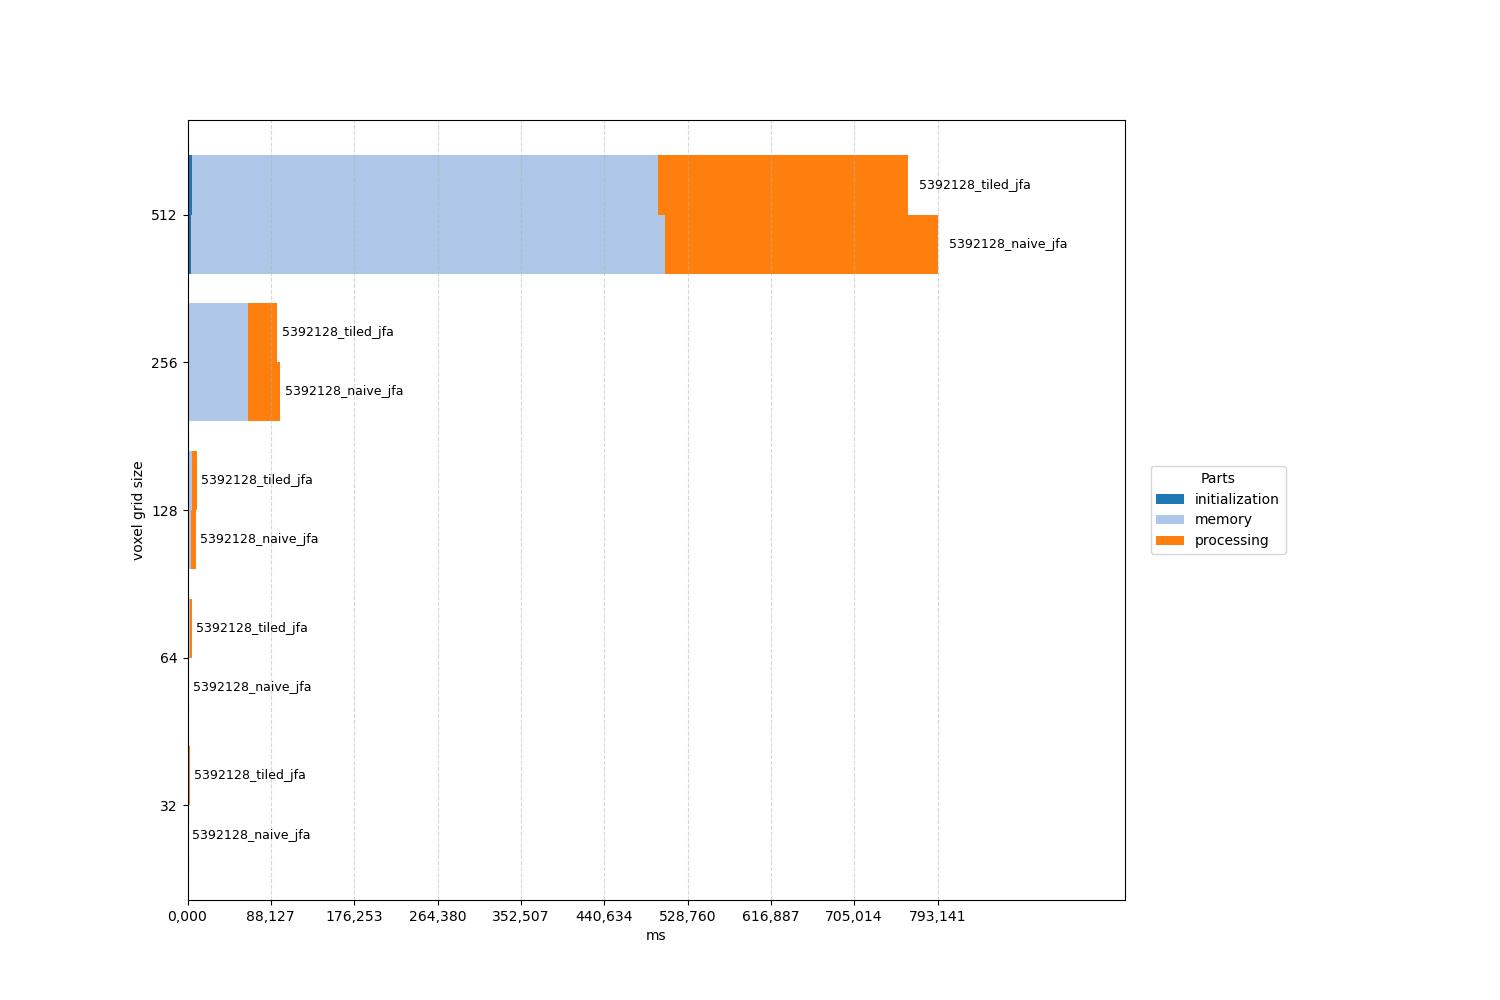 512
256
128
64
32
voxel grid size
5392128_tiled_jfa
5392128_naive_jfa
5392128_tiled_jfa
5392128_naive_jfa
5392128_tiled_jfa
5392128_naive_jfa
5392128_tiled_jfa
5392128_naive_jfa
5392128_tiled_jfa
5392128_naive_jfa
0,000 88,127 176,253 264,380 352,507 440,634 528,760 616,887 705,014 793,141
ms
Parts
initialization
memory
processing